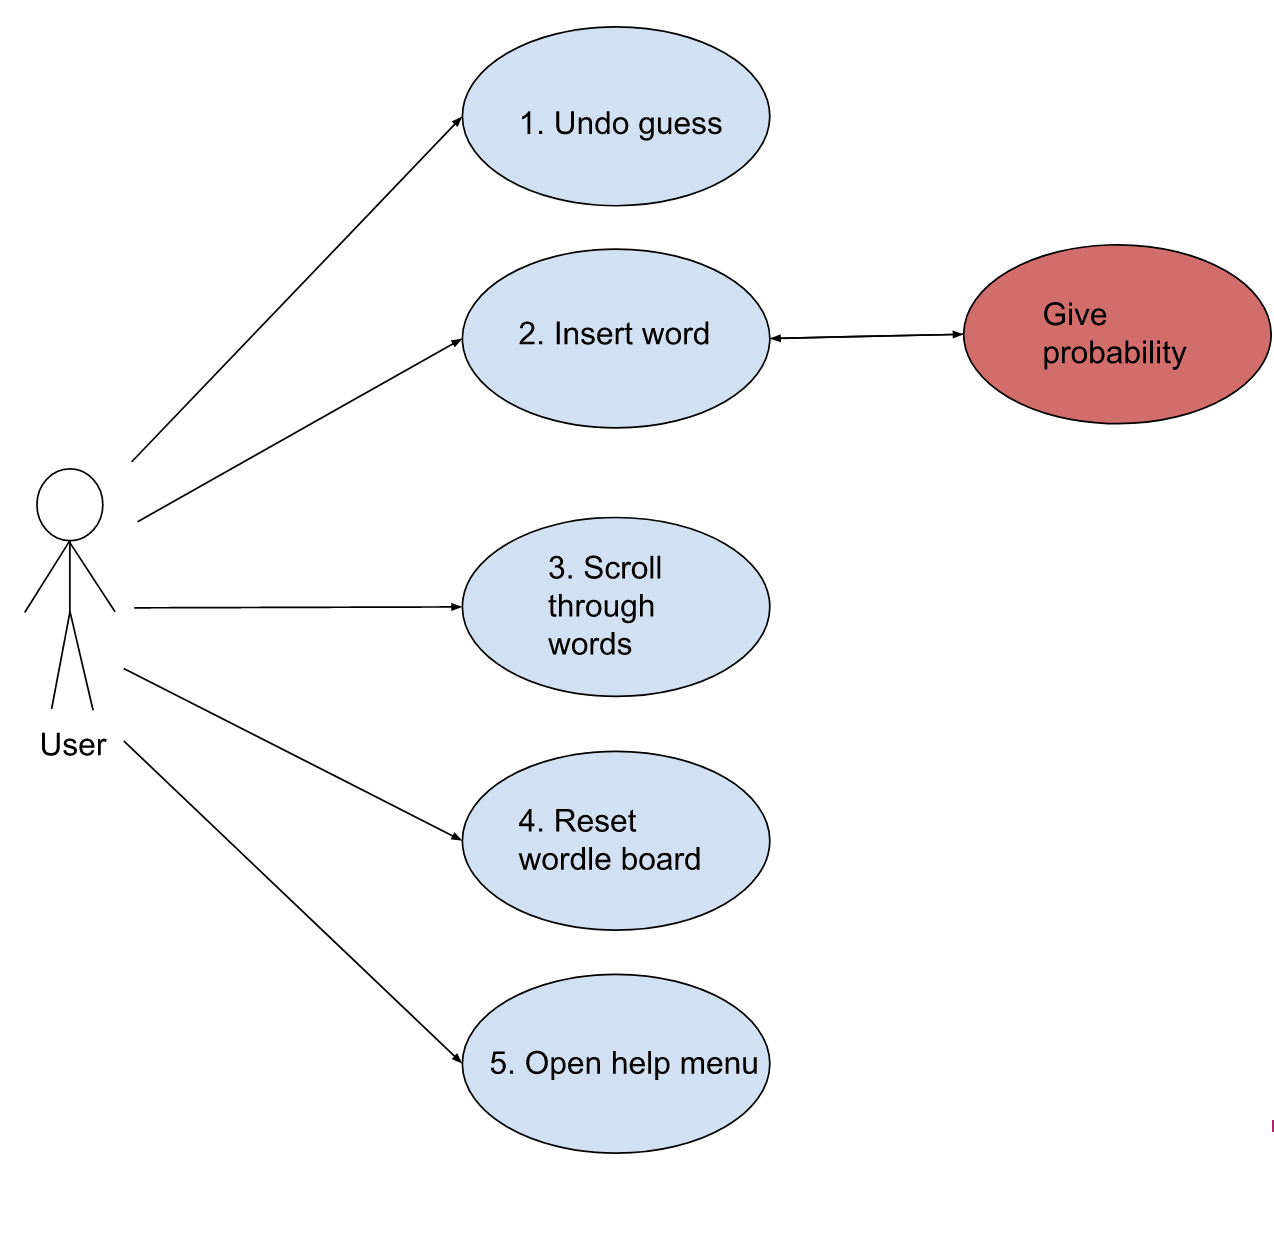 1. Undo guess
2. Insert word
Give
probability
3. Scroll
through
words
User
4. Reset
wordle board
5. Open help menu